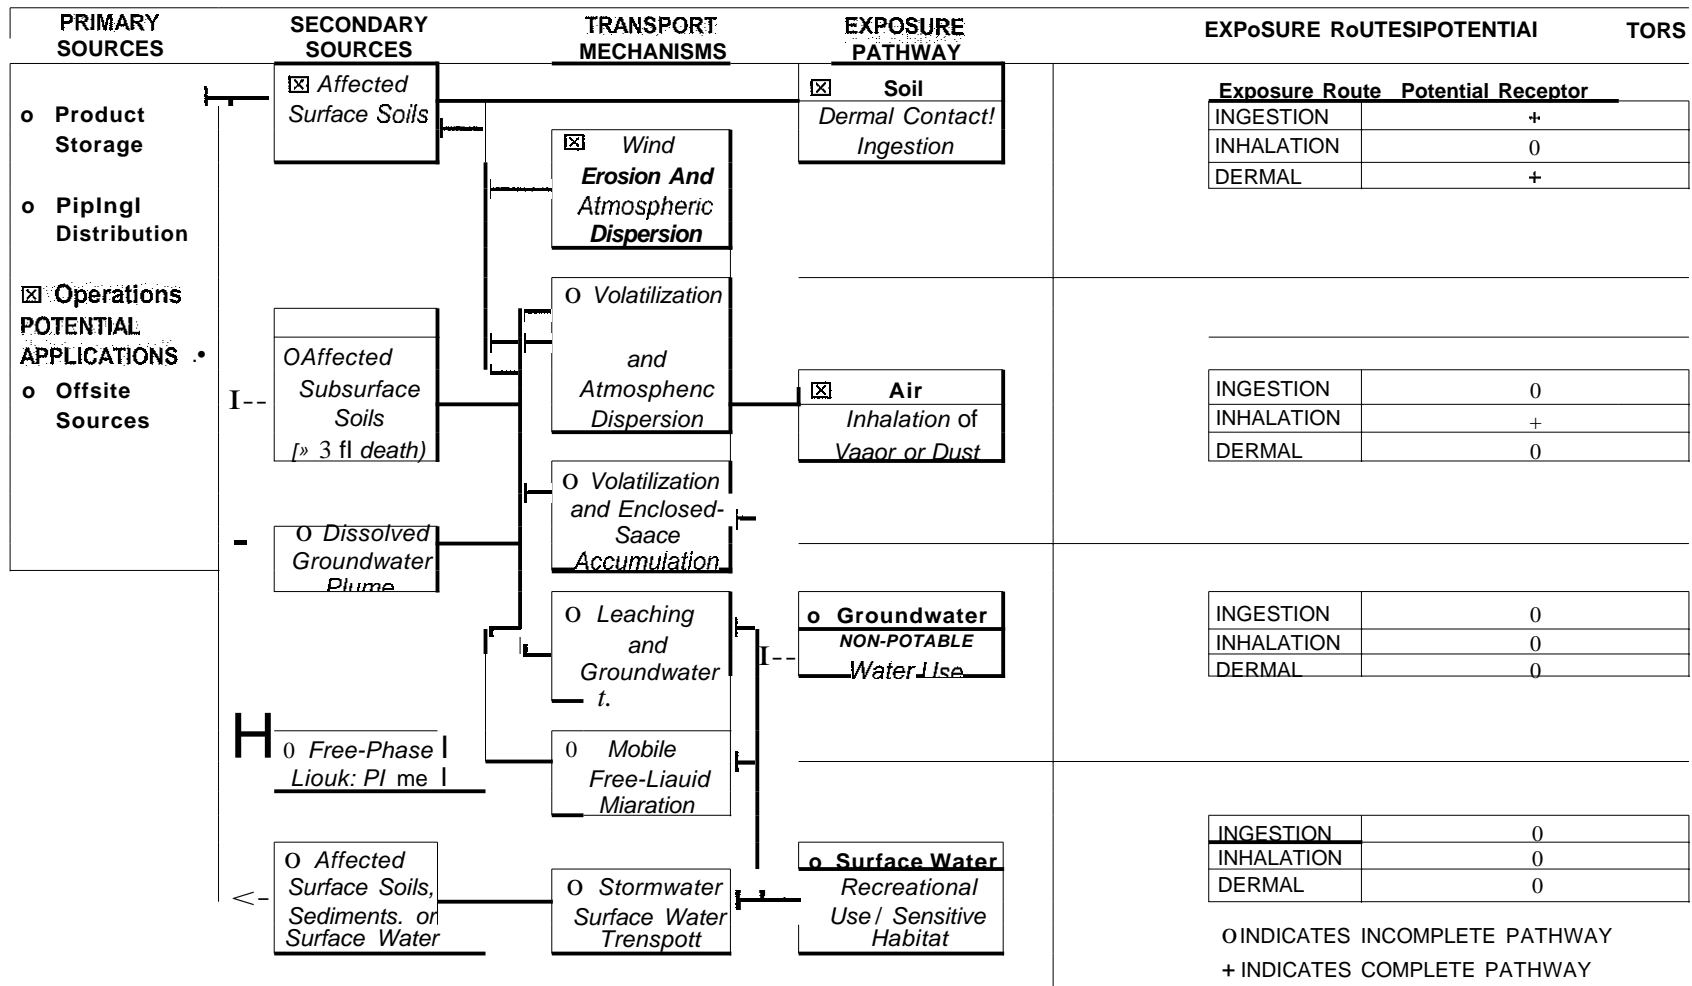 PRIMARY
SOURCES
SECONDARY
SOURCES
TRANSPORT
MECHANISMS
EXPOSURE
PATHWAY
EXPoSURE RoUTESIPOTENTIAI TORS
o Product
Storage
o PipIngI
Distribution
☒ Operations
POTENTIAL
APPLICATIONS .•
o Offsite
Sources
☒ Affected
Surface Soils
OAffected
Subsurface
Soils
[» 3 fl death)
I--
O Dissolved
Groundwater
Plume
0 Free-Phase
Liouk: PI me
O Affected
Surface Soils,
Sediments. or
Surface Water
<-
☒ Wind
Erosion And
Atmospheric
Dispersion
O Volatilization
and
Atmosphenc
Dispersion
O Volatilization
and Enclosed-
Saace
Accumulation
O Leaching
and
Groundwater
t.
0 Mobile
Free-Liauid
Miaration
O Stormwater
Surface Water
Trenspott
☒ Soil
Dermal Contact!
Ingestion
☒ Air
Inhalation of
Vaaor or Dust
o Groundwater
NON-POTABLE
Water Use
I--
o Surface Water
Recreational
Use / Sensitive
Habitat
Exposure Route Potential Receptor
INGESTION +
INHALATION 0
DERMAL +
INGESTION 0
INHALATION +
DERMAL 0
INGESTION 0
INHALATION 0
DERMAL 0
INGESTION 0
INHALATION 0
DERMAL 0
O INDICATES INCOMPLETE PATHWAY
+ INDICATES COMPLETE PATHWAY